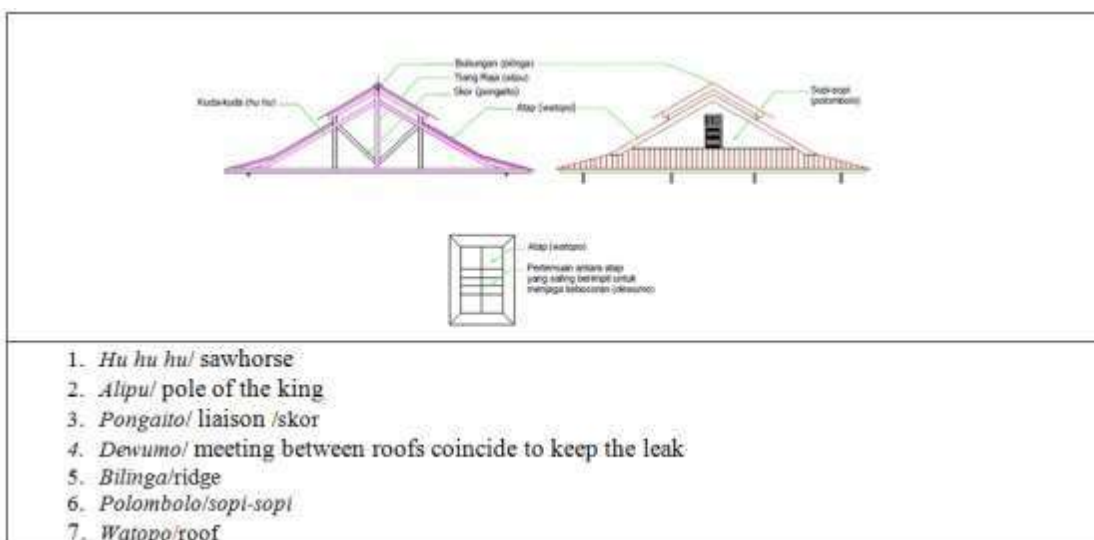 Bubungan (bilinga)
Tiang Raja (alipu)
Skor (pongaito)
Kuda-kuda (hu hu)
Atap (watopo)
Sopi-sopi
(polombolo)
Atap (watopo)
Pertemuan antara atap
yang saling berimpit untuk
menjaga kebocoran (dewumo)
1. Hu hu hu/ sawhorse
2. Alipu/ pole of the king
3. Pongaito/ liaison /skor
4. Dewumo/ meeting between roofs coincide to keep the leak
5. Bilinga/ridge
6. Polombolo/sopi-sopi
7. Watopo/roof